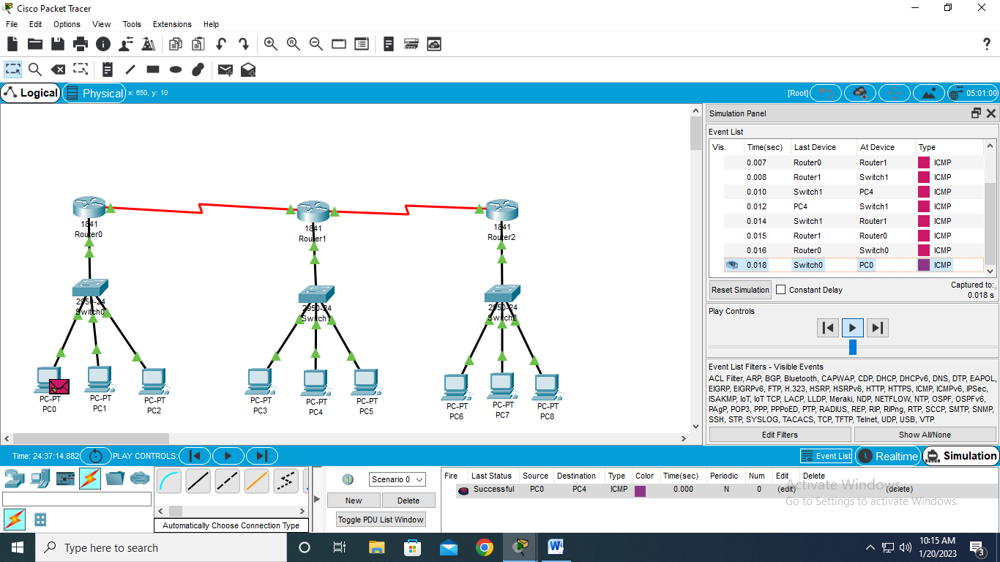 Cisco Packet Tracer
File Edit Options View Tools Extensions Help
?
Logical Physical x: 650, y: 10 [Root] 05:01:00
1841
Router0
1841
Router1
1841
Router2
2950-24
Switch0
2950-24
Switch1
2950-24
Switch2
PC-PT
PC0
PC-PT
PC1
PC-PT
PC2
PC-PT
PC3
PC-PT
PC4
PC-PT
PC5
PC-PT
PC6
PC-PT
PC7
PC-PT
PC8
Simulation Panel
Event List
Vis. Time(sec) Last Device At Device Type
0.007 Router0 Router1 ICMP
0.008 Router1 Switch1 ICMP
0.010 Switch1 PC4 ICMP
0.012 PC4 Switch1 ICMP
0.014 Switch1 Router1 ICMP
0.015 Router1 Router0 ICMP
0.016 Router0 Switch0 ICMP
0.018 Switch0 PC0 ICMP
Reset Simulation Constant Delay Captured to:
0.018 s
Play Controls
Event List Filters - Visible Events
ACL Filter, ARP, BGP, Bluetooth, CAPWAP, CDP, DHCP, DHCPv6, DNS, DTP, EAPOL,
EIGRP, EIGRPv6, FTP, H.323, HSRP, HSRPv6, HTTP, HTTPS, ICMP, ICMPv6, IPSec,
ISAKMP, IoT, IoT TCP, LACP, LLDP, Meraki, NDP, NETFLOW, NTP, OSPF, OSPFv6,
PAgP, POP3, PPP, PPPoED, PTP, RADIUS, REP, RIP, RIPng, RTP, SCCP, SMTP, SNMP,
SSH, STP, SYSLOG, TACACS, TCP, TFTP, Telnet, UDP, USB, VTP
Edit Filters Show All/None
Time: 24:37:14.882 PLAY CONTROLS: Event List Realtime Simulation
Automatically Choose Connection Type
Scenario 0
New Delete
Toggle PDU List Window
Fire Last Status Source Destination Type Color Time(sec) Periodic Num Edit Delete
Successful PC0 PC4 ICMP 0.000 N 0 (edit) (delete)
Activate Windows
Go to Settings to activate Windows.
Type here to search
W
10:15 AM
1/20/2023
3